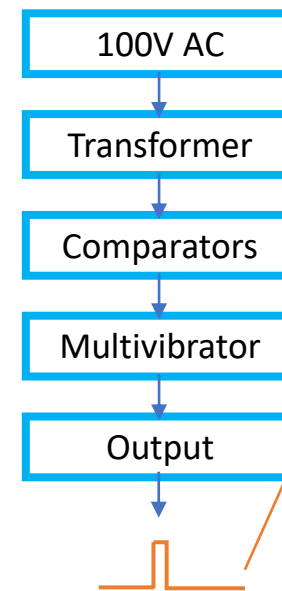 100V AC
Transformer
Comparators
Multivibrator
Output